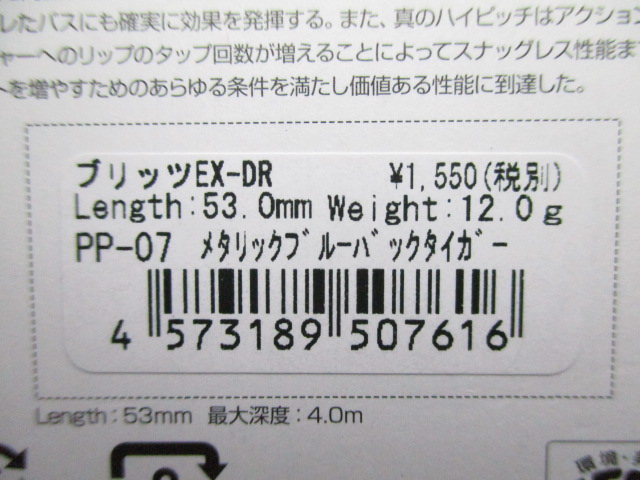 れたバスにも確実に効果を発揮する。また、真のハイピッチはアクション
ャーへのリップのタップ回数が増えることによってスナッグレス性能ま
トを増やすためのあらゆる条件を満たし価値ある性能に到達した。
ブリッツEX-DR ¥1,550(税別)
Length:53.0mm Weight:12.0g
PP-07 ﾒﾀﾘｯｸﾌﾞﾙｰﾊﾞｯｸﾀｲｶﾞｰ
4 573189 507616
Length：53mm 最大深度：4.0m